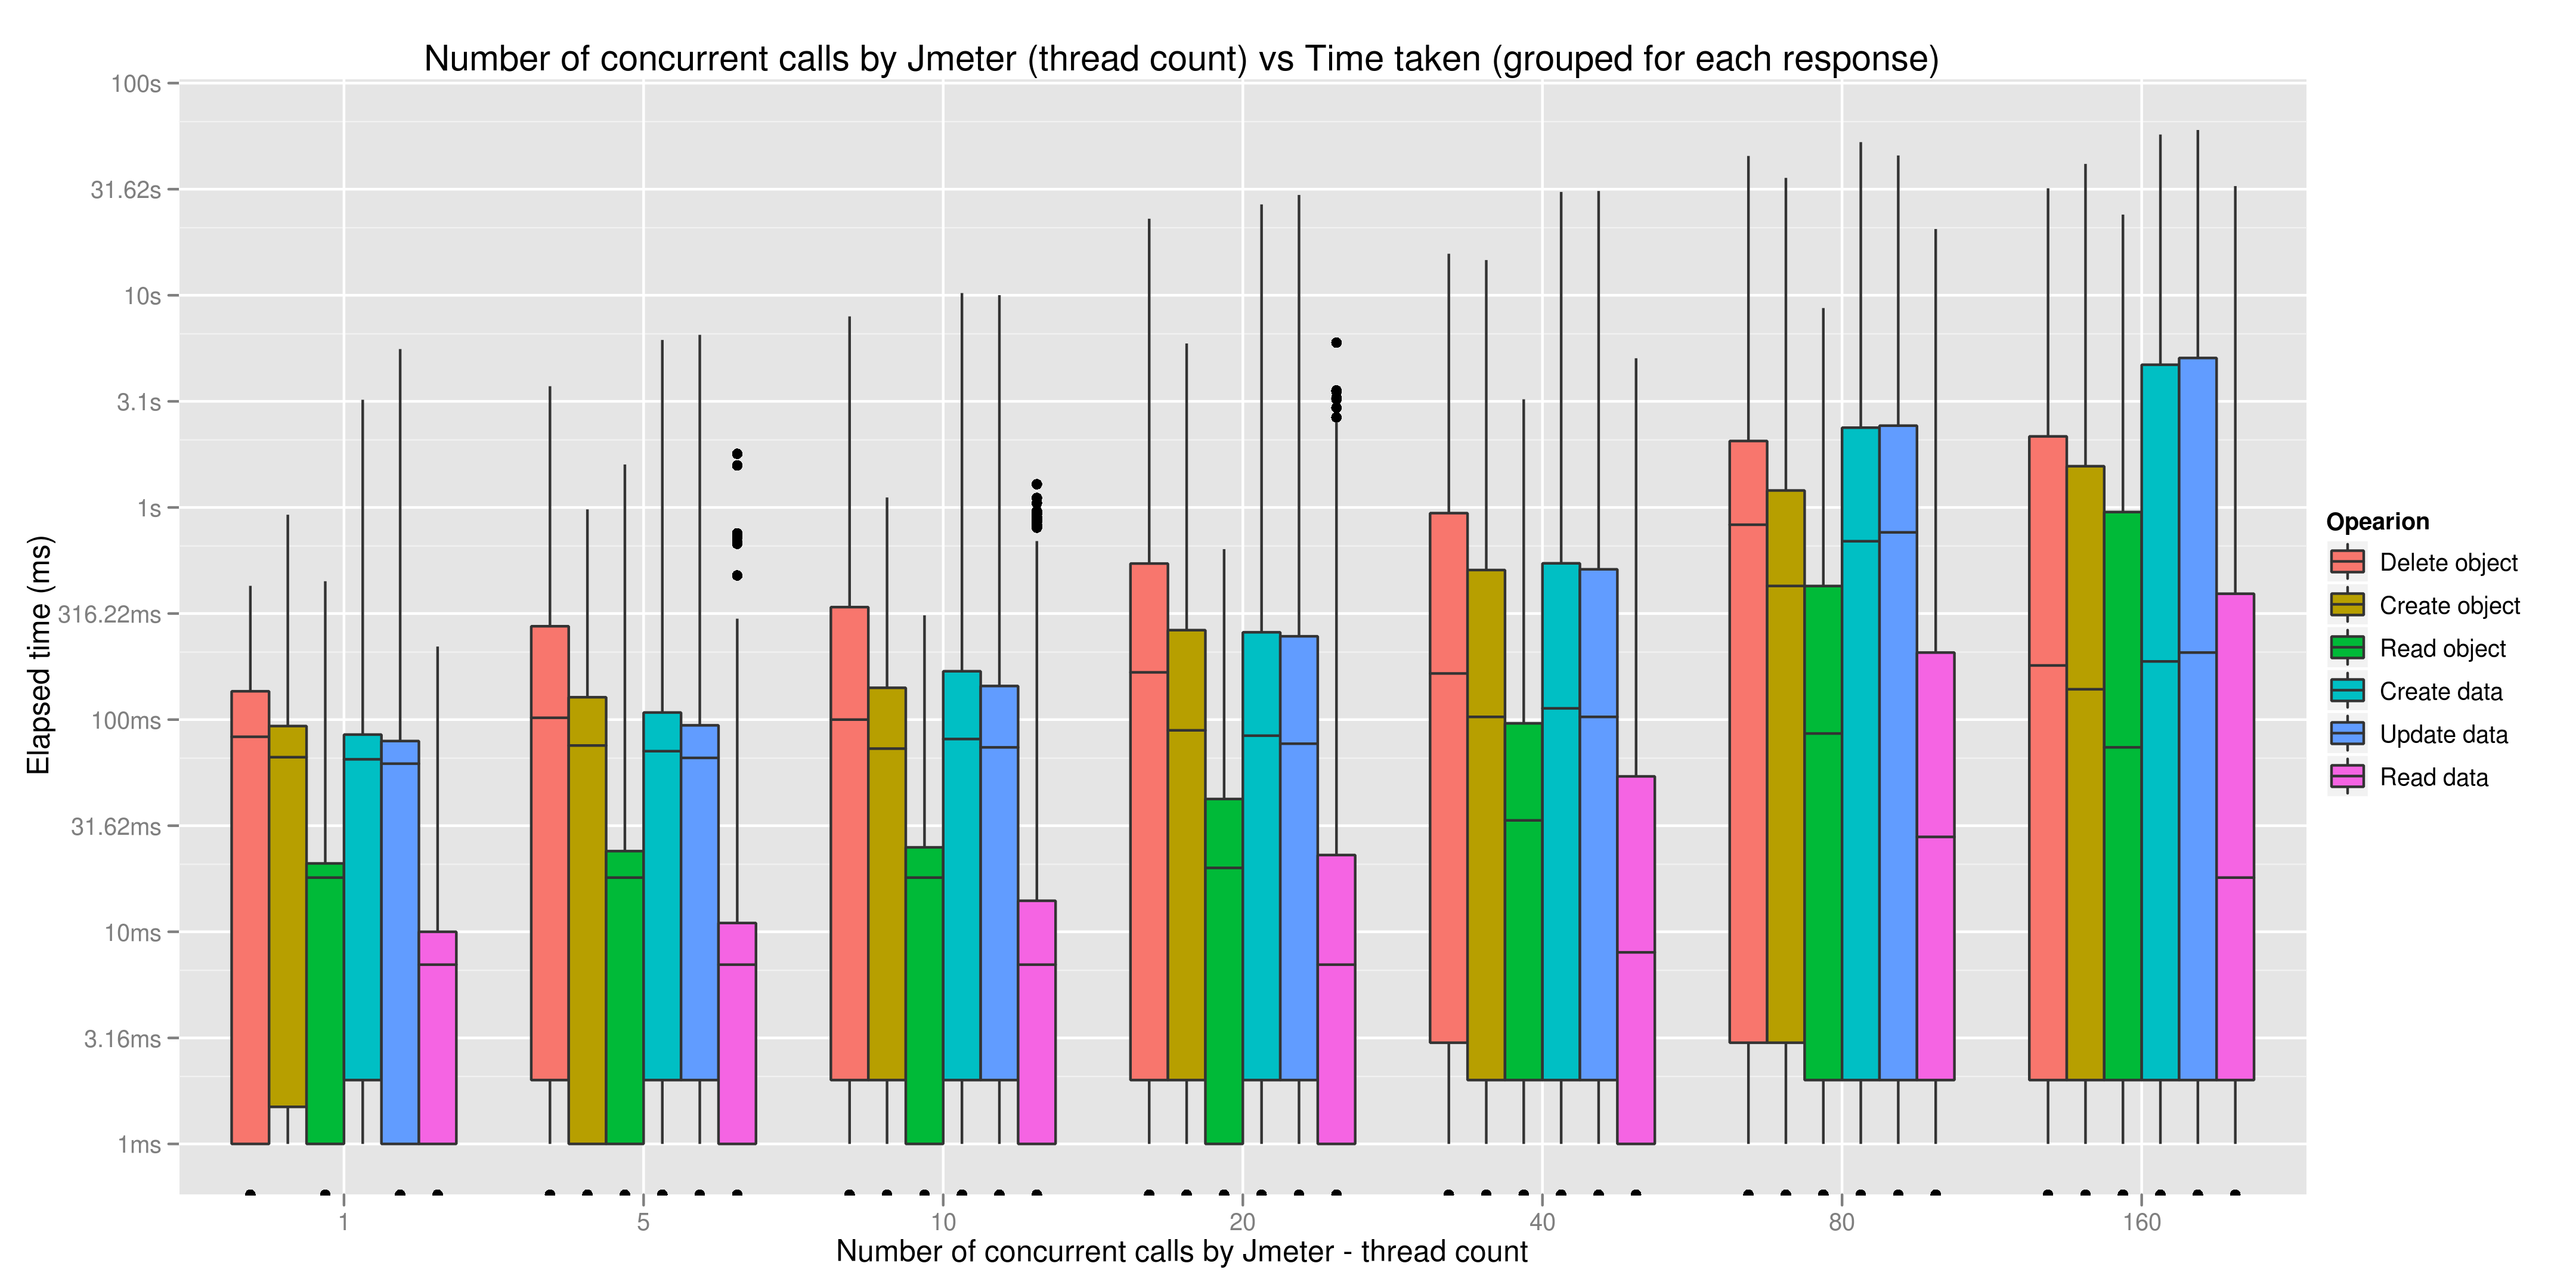 Number of concurrent calls by Jmeter (thread count) vs Time taken (grouped for each response)
Elapsed time (ms)
100s
31.62s
10s
3.1s
1s
316.22ms
100ms
31.62ms
10ms
3.16ms
1ms
1 5 10 20 40 80 160
Number of concurrent calls by Jmeter - thread count
Opearion
Delete object
Create object
Read object
Create data
Update data
Read data